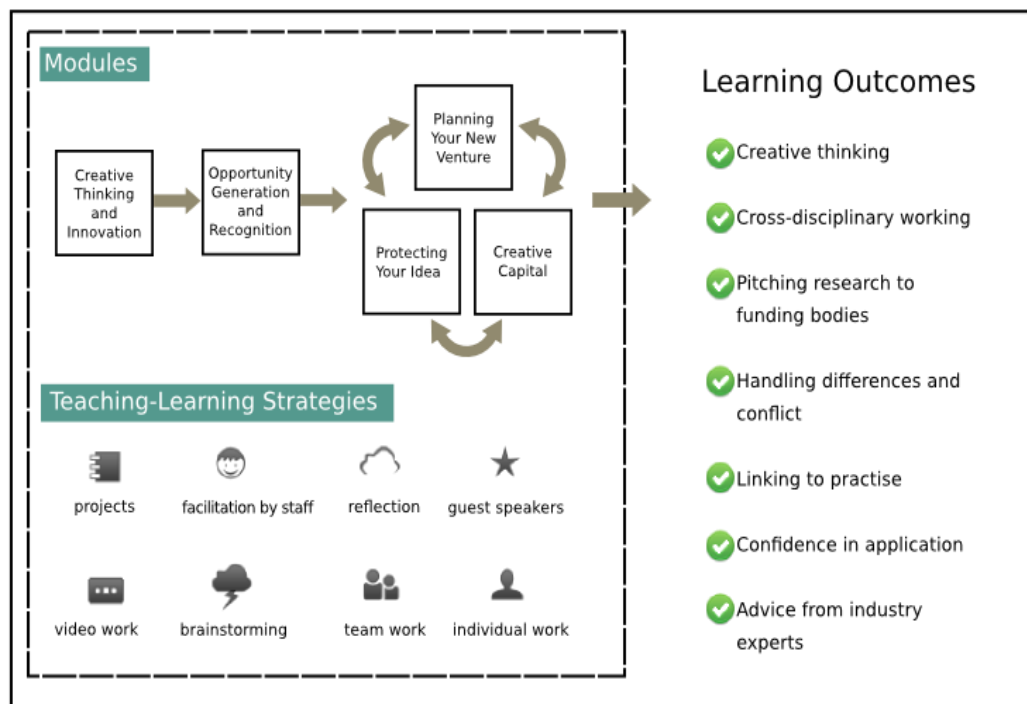 Modules
Creative
Thinking
and
Innovation
Opportunity
Generation
and
Recognition
Planning
Your New
Venture
Protecting
Your Idea
Creative
Capital
Teaching-Learning Strategies
projects
facilitation by staff
reflection
guest speakers
video work
brainstorming
team work
individual work
Learning Outcomes
Creative thinking
Cross-disciplinary working
Pitching research to
funding bodies
Handling differences and
conflict
Linking to practise
Confidence in application
Advice from industry
experts